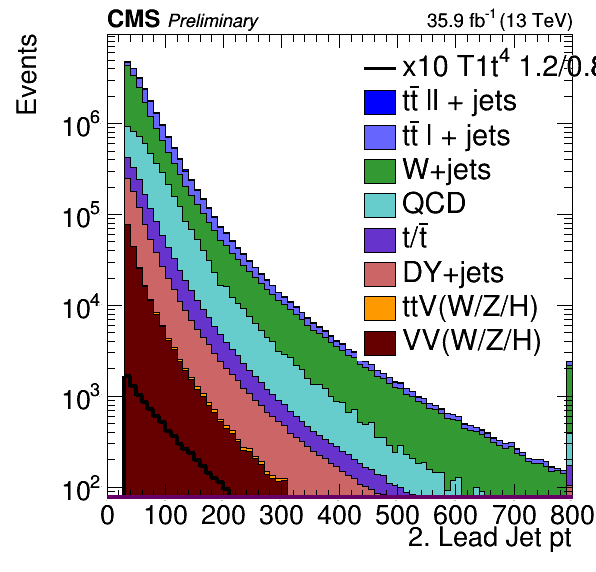 CMS Preliminary 35.9 fb⁻¹ (13 TeV)
Events
x10 T1t⁴ 1.2/0.8
tt̄ ll + jets
tt̄ l + jets
W+jets
QCD
t/t̄
DY+jets
ttV(W/Z/H)
VV(W/Z/H)
10⁶
10⁵
10⁴
10³
10²
0 100 200 300 400 500 600 700 800
2. Lead Jet pt